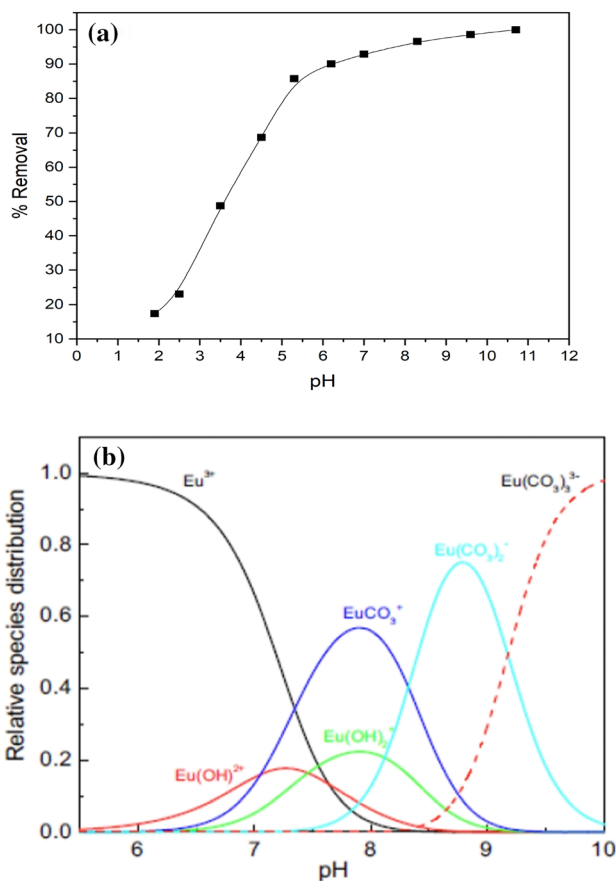 (a)
% Removal
100
90
80
70
60
50
40
30
20
10
0 1 2 3 4 5 6 7 8 9 10 11 12
pH
(b)
Relative species distribution
1.0
0.8
0.6
0.4
0.2
0.0
Eu³⁺
Eu(CO₃)₃³⁻
Eu(CO₃)₂⁻
EuCO₃⁺
Eu(OH)₂⁺
Eu(OH)²⁺
6 7 8 9 10
pH